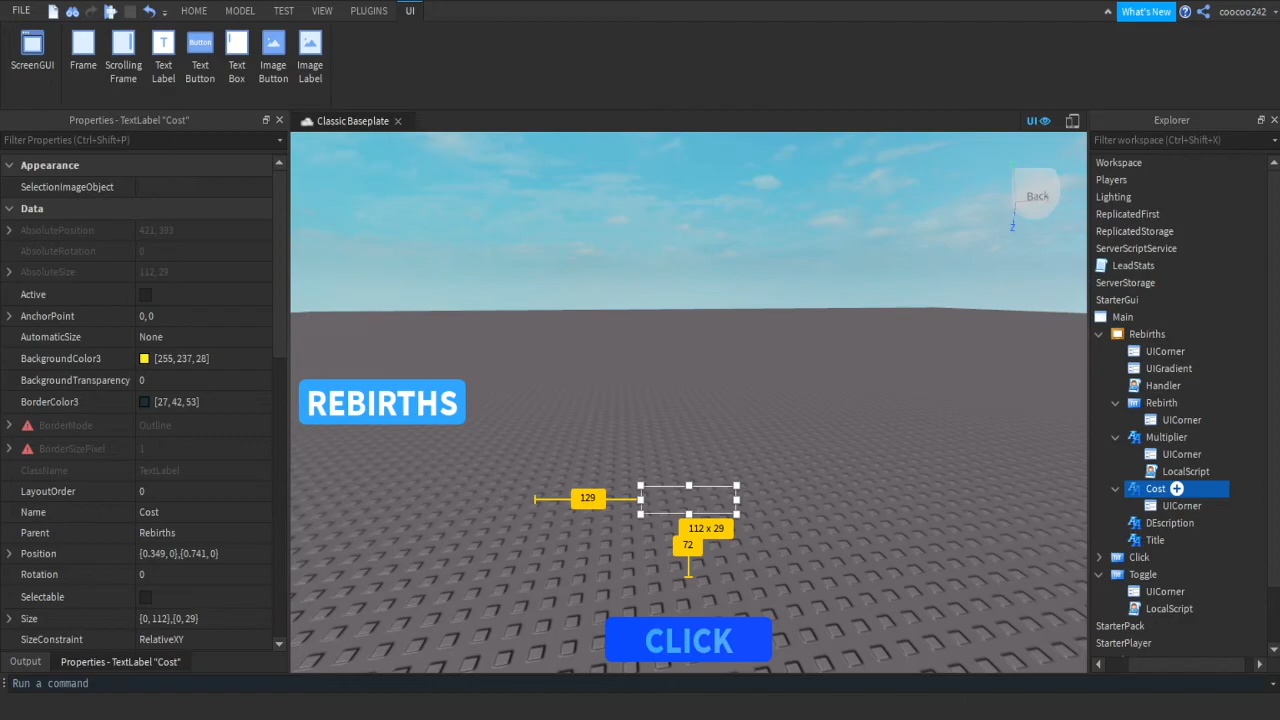 FILE HOME MODEL TEST VIEW PLUGINS UI What's New coocoo242
ScreenGUI Frame Scrolling Frame Text Label Text Button Text Box Image Button Image Label
T Button
Properties - TextLabel "Cost"
Filter Properties (Ctrl+Shift+P)
Appearance
SelectionImageObject
Data
AbsolutePosition 421, 393
AbsoluteRotation 0
AbsoluteSize 112, 29
Active
AnchorPoint 0, 0
AutomaticSize None
BackgroundColor3 [255, 237, 28]
BackgroundTransparency 0
BorderColor3 [27, 42, 53]
BorderMode Outline
BorderSizePixel 1
ClassName TextLabel
LayoutOrder 0
Name Cost
Parent Rebirths
Position {0.349, 0},{0.741, 0}
Rotation 0
Selectable
Size {0, 112},{0, 29}
SizeConstraint RelativeXY
Output Properties - TextLabel "Cost"
Run a command
Classic Baseplate
UI
Back
Z
REBIRTHS
129
112 x 29
72
CLICK
Explorer
Filter workspace (Ctrl+Shift+X)
Workspace
Players
Lighting
ReplicatedFirst
ReplicatedStorage
ServerScriptService
LeadStats
ServerStorage
StarterGui
Main
Rebirths
UICorner
UIGradient
Handler
Rebirth
UICorner
Multiplier
UICorner
LocalScript
Cost
UICorner
DEscription
Title
Click
Toggle
UICorner
LocalScript
StarterPack
StarterPlayer